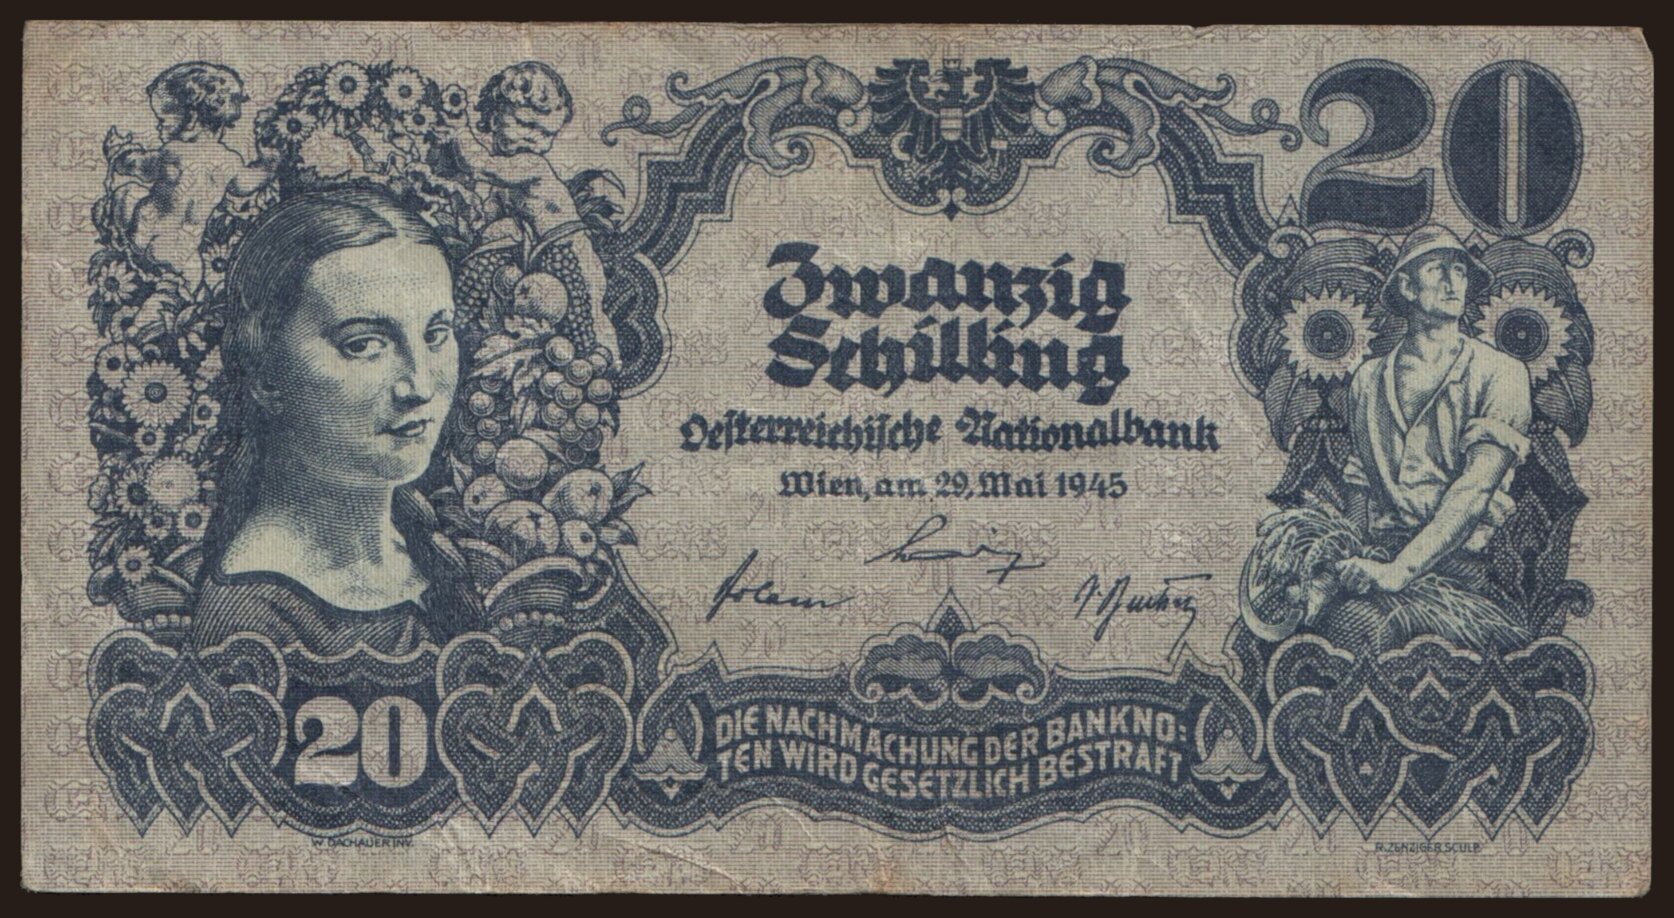 20
Zwanzig
Schilling
Oesterreichische Nationalbank
Wien, am 29. Mai 1945
20
DIE NACHMACHUNG DER BANKNO=
TEN WIRD GESETZLICH BESTRAFT
W. DACHAUER INV.
R. ZENZIGER SCULP.